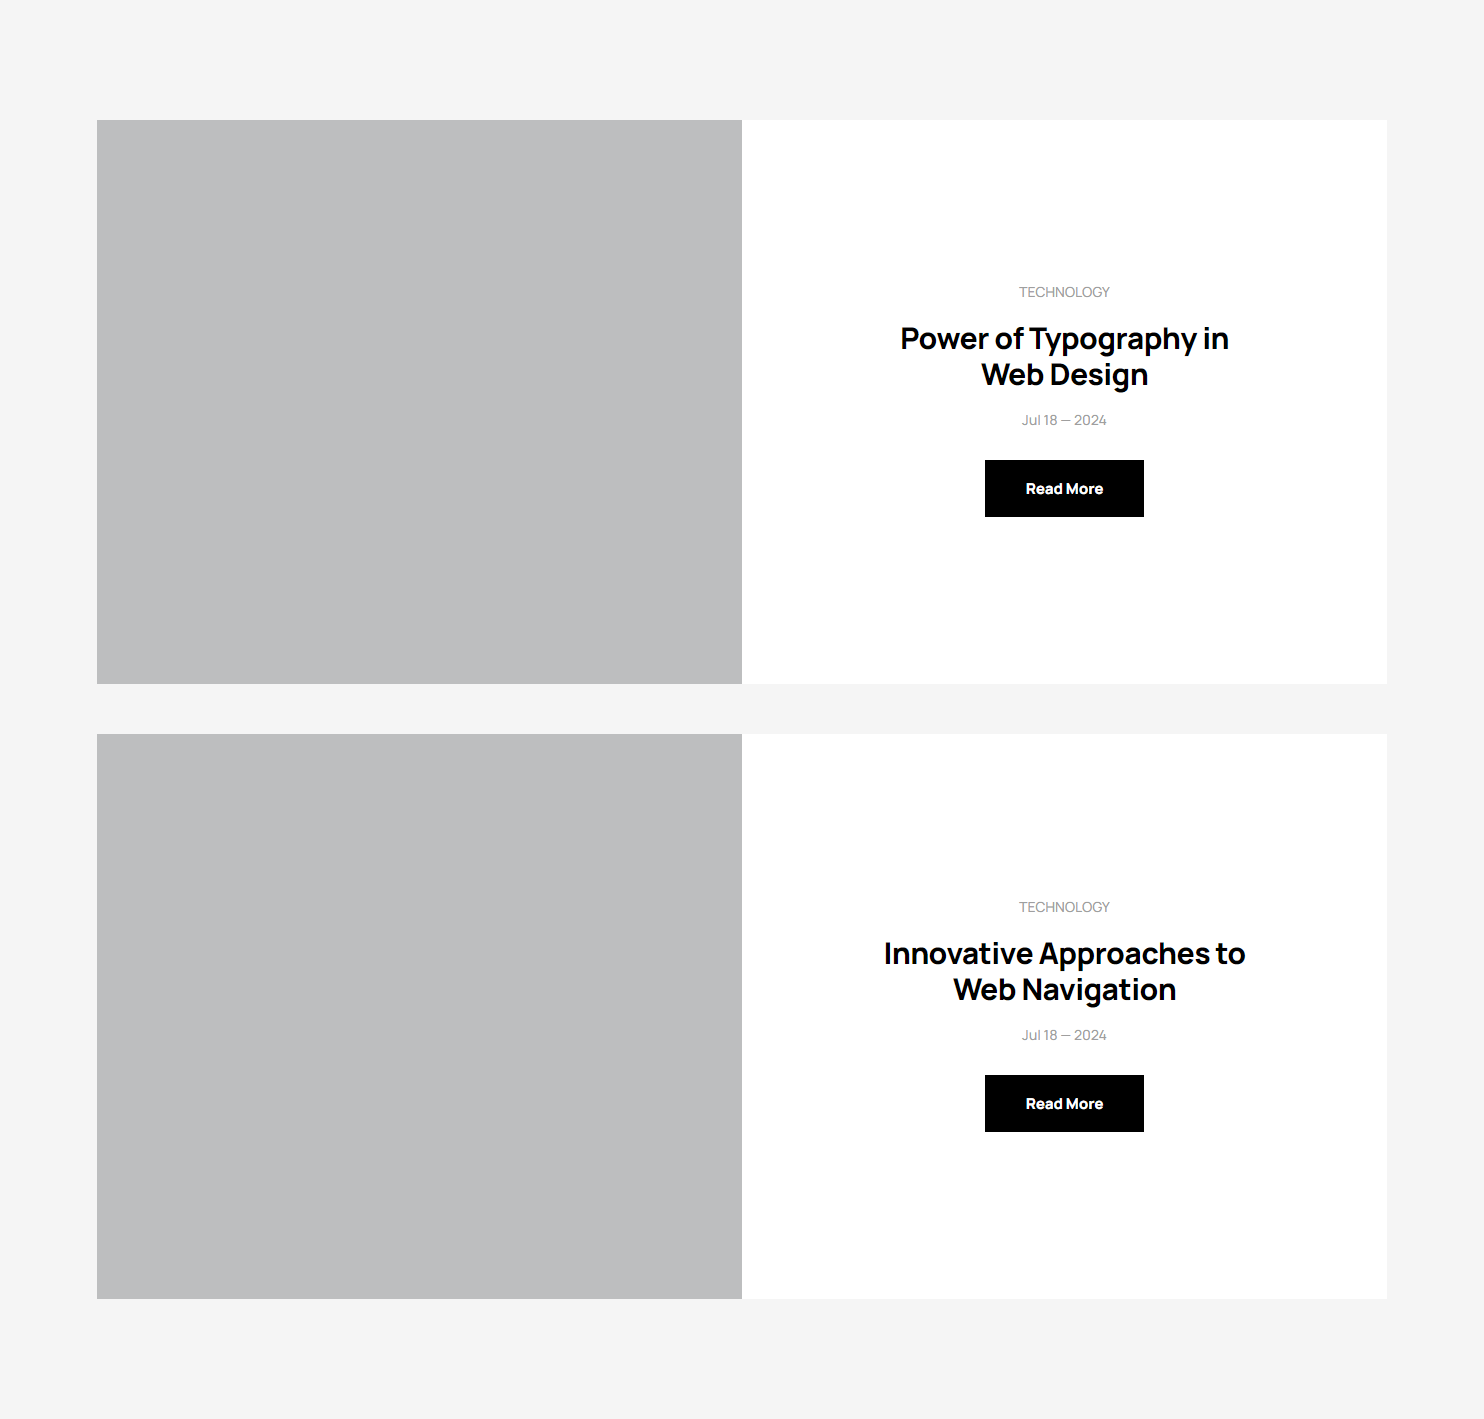 TECHNOLOGY
Power of Typography in
Web Design
Jul 18 — 2024
Read More
TECHNOLOGY
Innovative Approaches to
Web Navigation
Jul 18 — 2024
Read More